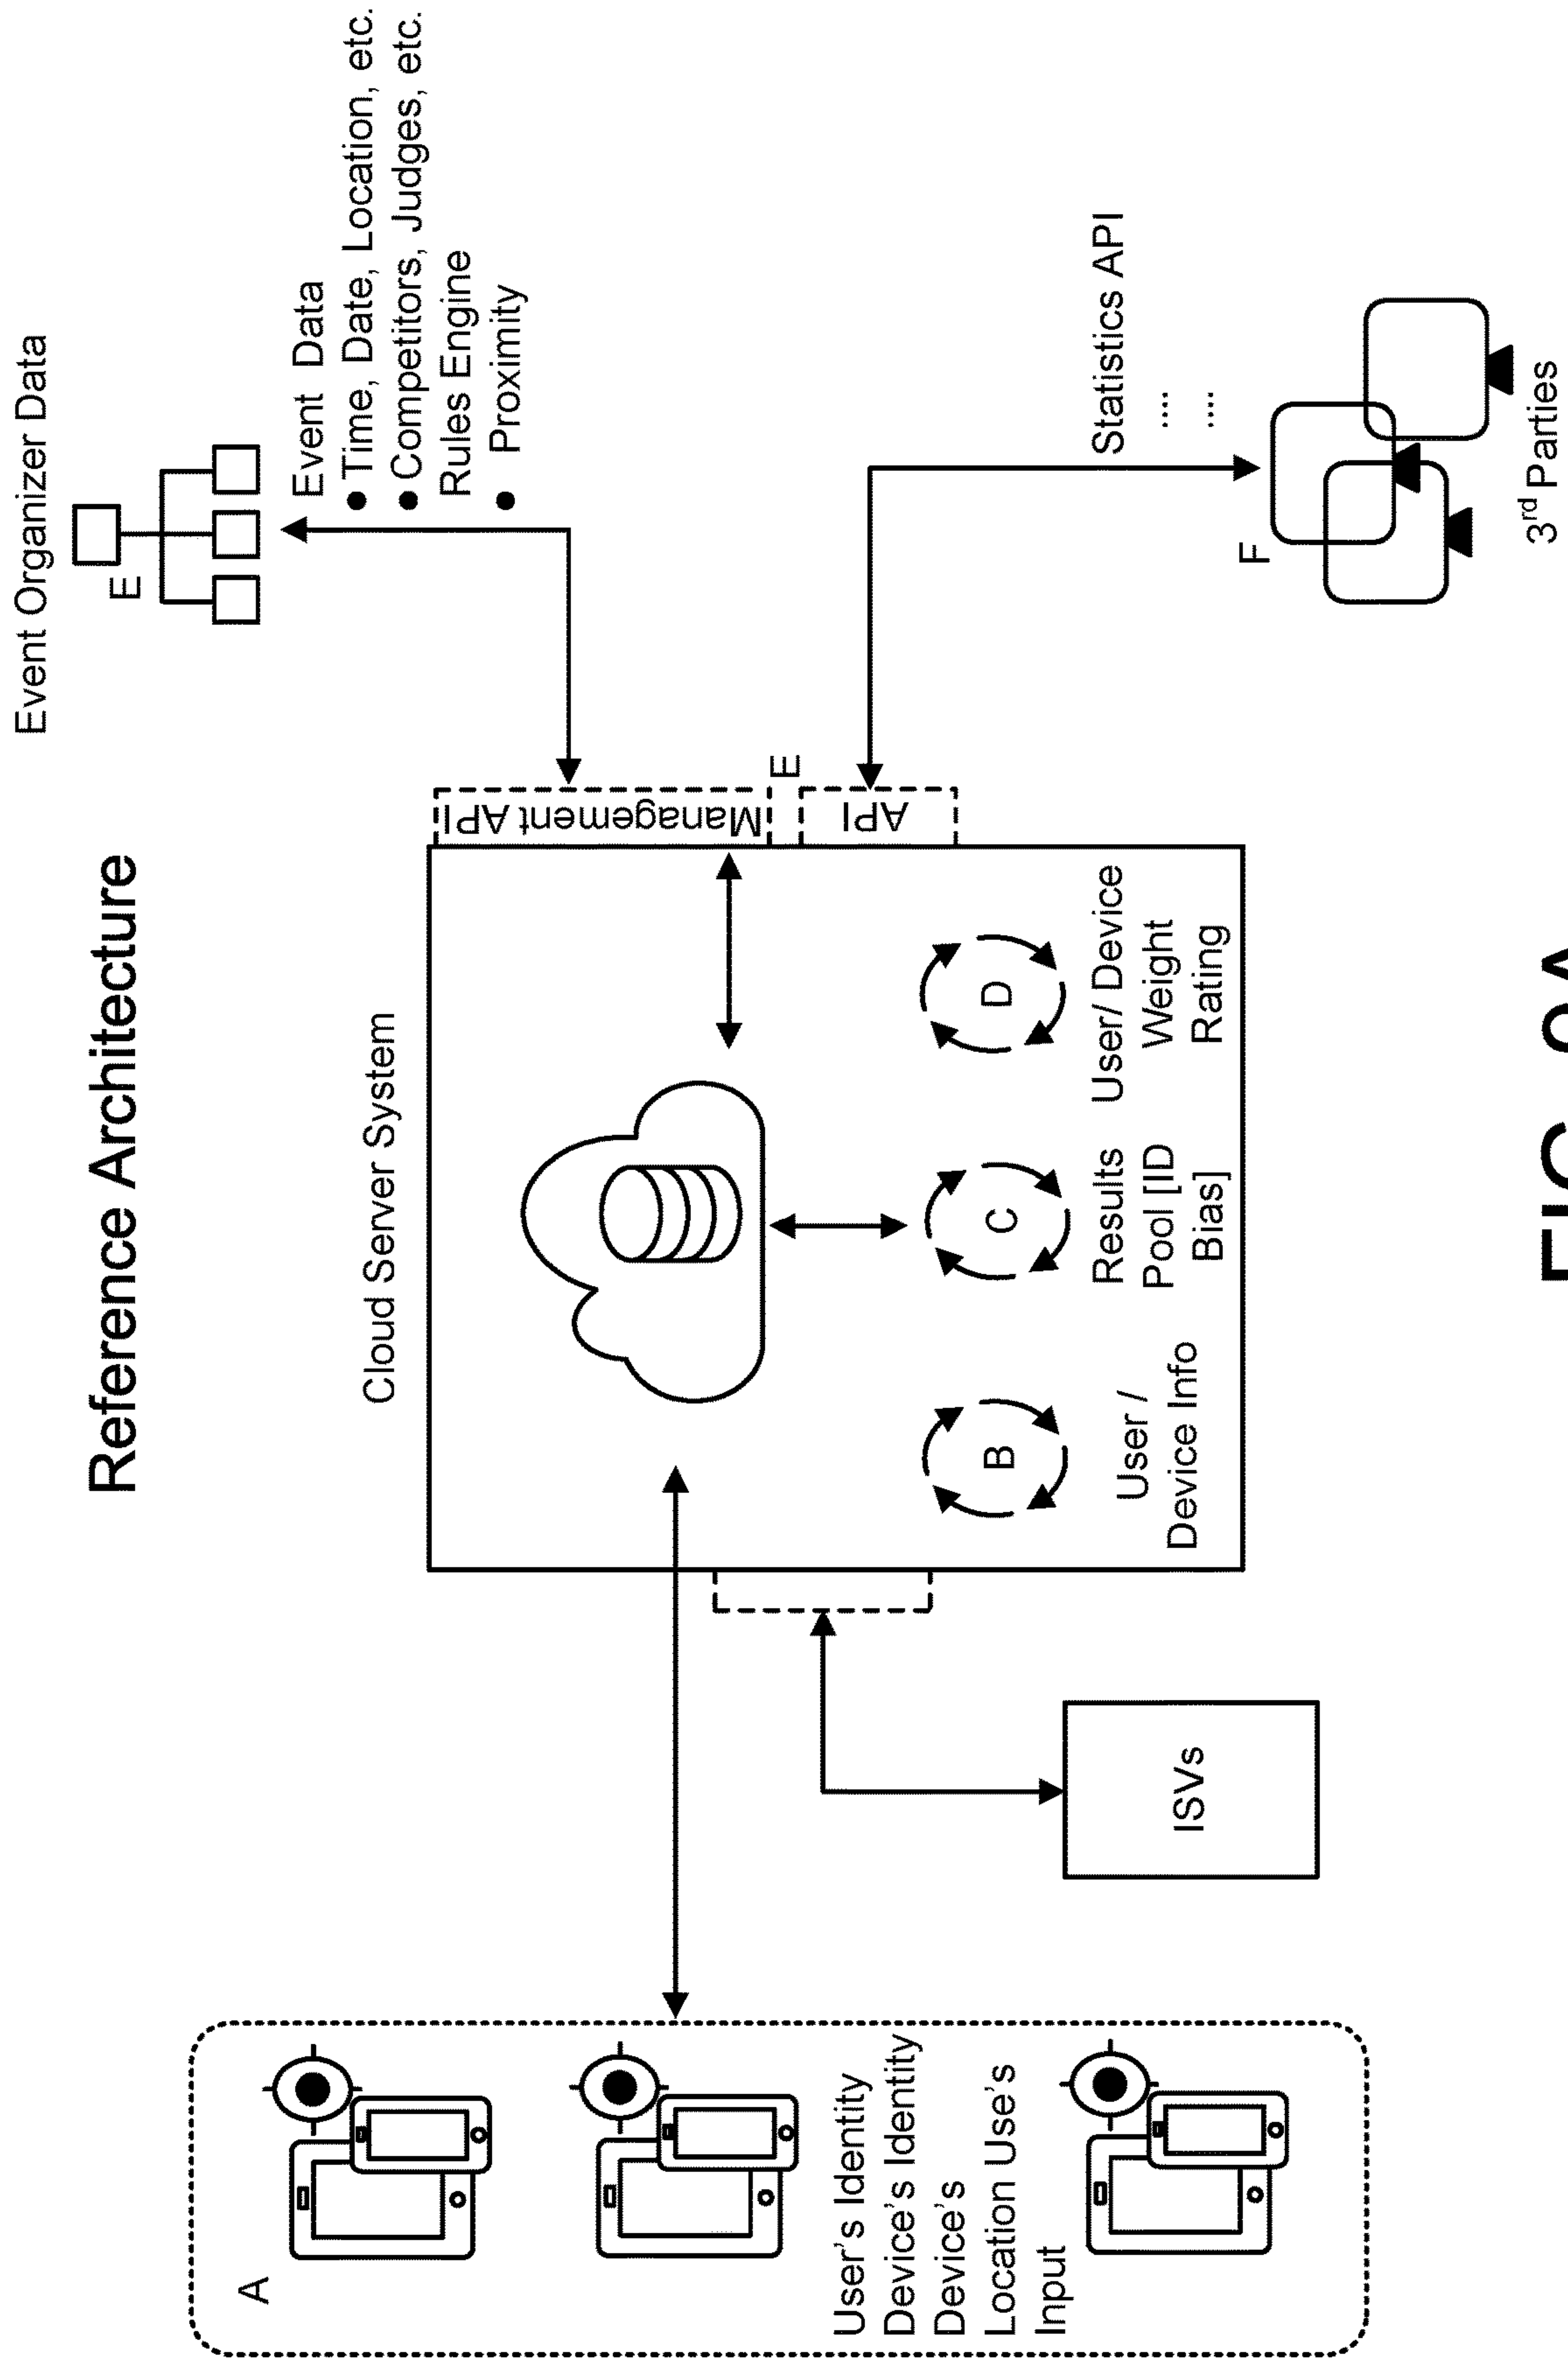 Reference Architecture
Event Organizer Data
E
Event Data
● Time, Date, Location, etc.
● Competitors, Judges, etc.
Rules Engine
● Proximity
Cloud Server System
A
User's Identity
Device's Identity
Device's
Location Use's
Input
ISVs
B
User /
Device Info
C
Results
Pool [ID
Bias]
D
User/ Device
Weight
Rating
Management API
E
API
Statistics API
....
....
F
3rd Parties